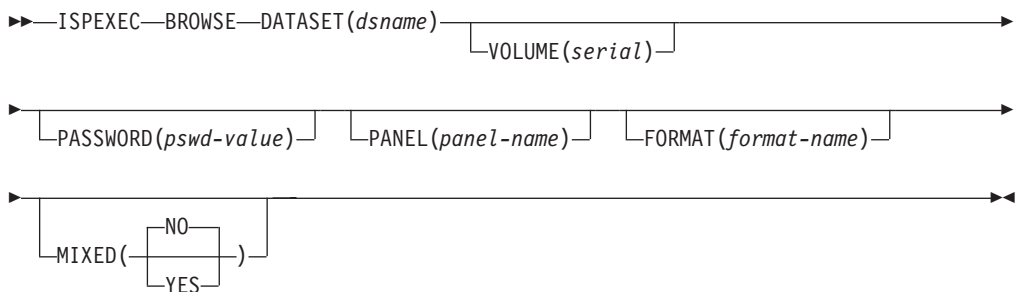 ISPEXEC BROWSE DATASET(dsname)
VOLUME(serial)
PASSWORD(pswd-value) PANEL(panel-name) FORMAT(format-name)
NO
MIXED( )
YES